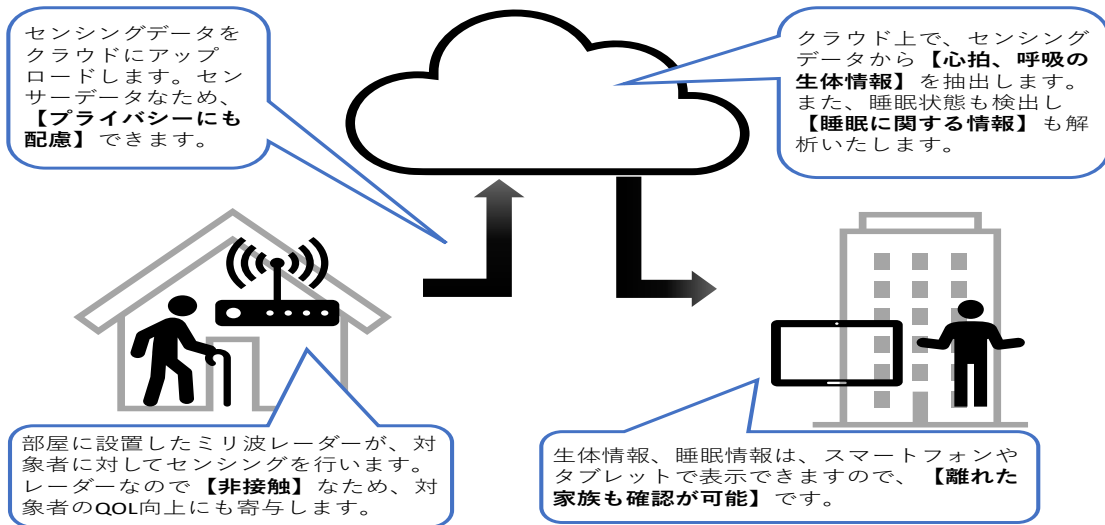 センシングデータを
クラウドにアップ
ロードします。セン
サーデータなため、
【プライバシーにも
配慮】できます。
クラウド上で、センシング
データから【心拍、呼吸の
生体情報】を抽出します。
また、睡眠状態も検出し
【睡眠に関する情報】も解
析いたします。
部屋に設置したミリ波レーダーが、対
象者に対してセンシングを行います。
レーダーなので【非接触】なため、対
象者のQOL向上にも寄与します。
生体情報、睡眠情報は、スマートフォンや
タブレットで表示できますので、【離れた
家族も確認が可能】です。